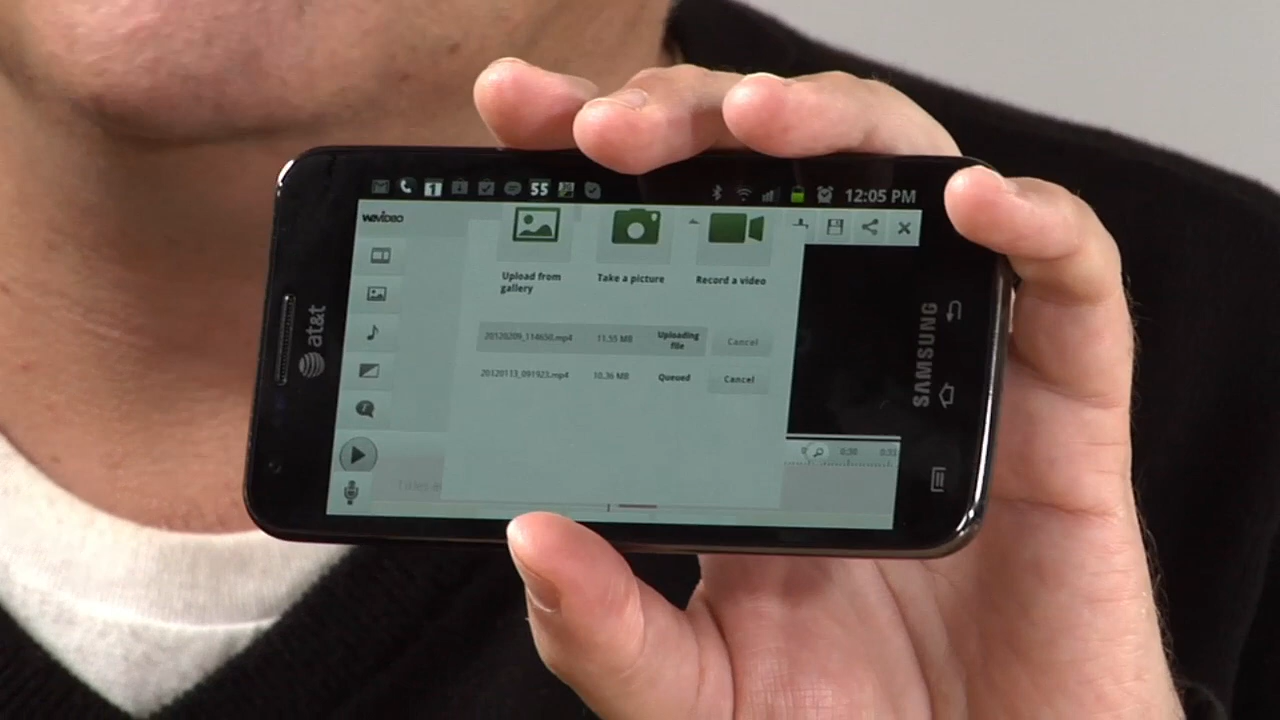 55 12:05 PM
wevideo
Upload from
gallery
Take a picture
Record a video
20120209_114650.mp4 11.55 MB Uploading
file Cancel
20120113_091923.mp4 10.36 MB Queued Cancel
0:30
at&t
SAMSUNG